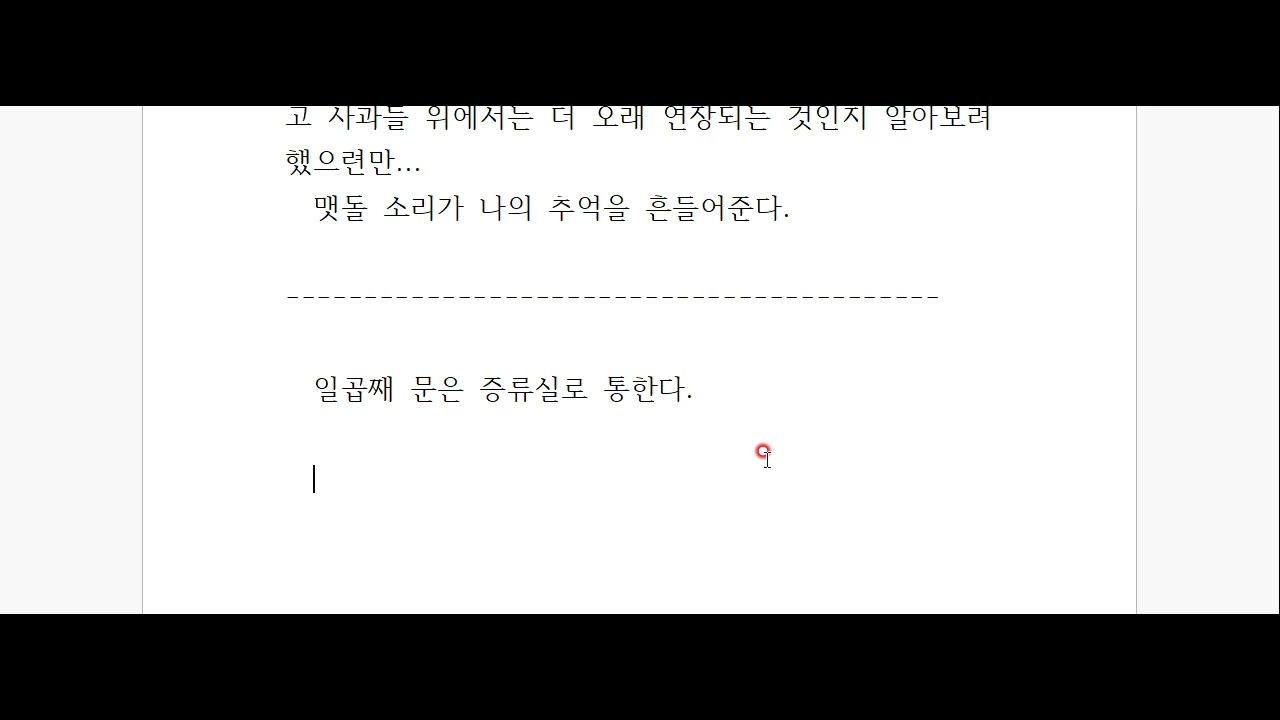 고 사과들 위에서는 더 오래 연장되는 것인지 알아보려
했으련만...
맷돌 소리가 나의 추억을 흔들어준다.
------------------------------------------
일곱째 문은 증류실로 통한다.